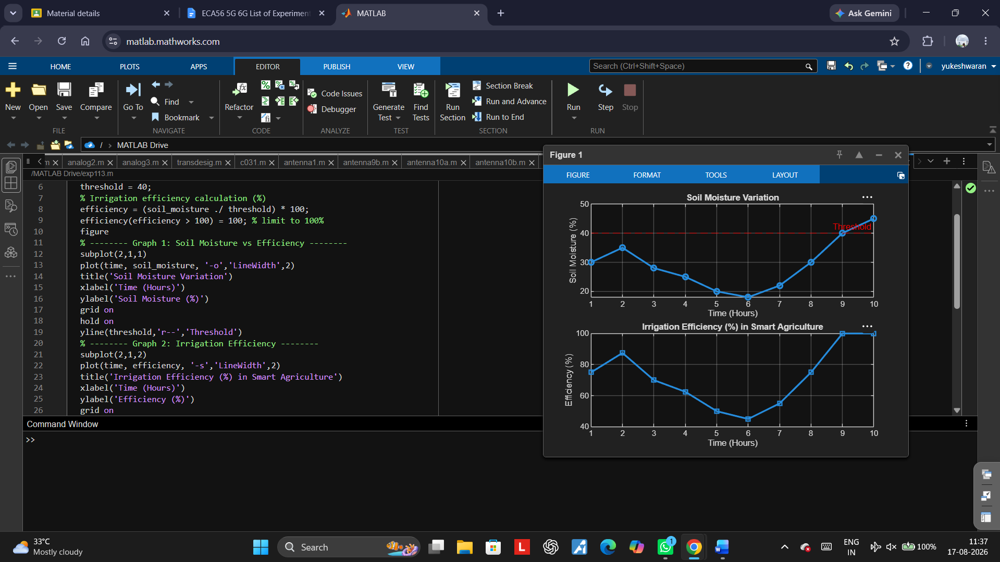 Material details
ECA56 5G 6G List of Experiment
MATLAB
Ask Gemini
matlab.mathworks.com
HOME
PLOTS
APPS
EDITOR
PUBLISH
VIEW
Search (Ctrl+Shift+Space)
yukeshwaran
New
Open
Save
Compare
Go To
Find
Bookmark
Refactor
Code Issues
Debugger
Generate Test
Find Tests
Run Section
Section Break
Run and Advance
Run to End
Run
Step
Stop
FILE
NAVIGATE
CODE
ANALYZE
TEST
SECTION
RUN
/ › MATLAB Drive
m
analog2.m
analog3.m
transdesig.m
c031.m
antenna1.m
antenna9b.m
antenna10a.m
antenna10b.m
/MATLAB Drive/exp113.m
6 threshold = 40;
7 % Irrigation efficiency calculation (%)
8 efficiency = (soil_moisture ./ threshold) * 100;
9 efficiency(efficiency > 100) = 100; % limit to 100%
10 figure
11 % -------- Graph 1: Soil Moisture vs Efficiency --------
12 subplot(2,1,1)
13 plot(time, soil_moisture, '-o','LineWidth',2)
14 title('Soil Moisture Variation')
15 xlabel('Time (Hours)')
16 ylabel('Soil Moisture (%)')
17 grid on
18 hold on
19 yline(threshold,'r--','Threshold')
20 % -------- Graph 2: Irrigation Efficiency --------
21 subplot(2,1,2)
22 plot(time, efficiency, '-s','LineWidth',2)
23 title('Irrigation Efficiency (%) in Smart Agriculture')
24 xlabel('Time (Hours)')
25 ylabel('Efficiency (%)')
26 grid on
Command Window
>>
Figure 1
FIGURE
FORMAT
TOOLS
LAYOUT
Soil Moisture Variation
50
40
30
20
Soil Moisture (%)
Threshold
1 2 3 4 5 6 7 8 9 10
Time (Hours)
Irrigation Efficiency (%) in Smart Agriculture
100
80
60
40
Efficiency (%)
1 2 3 4 5 6 7 8 9 10
Time (Hours)
33°C
Mostly cloudy
Search
1
ENG
IN
100%
11:37
17-08-2026